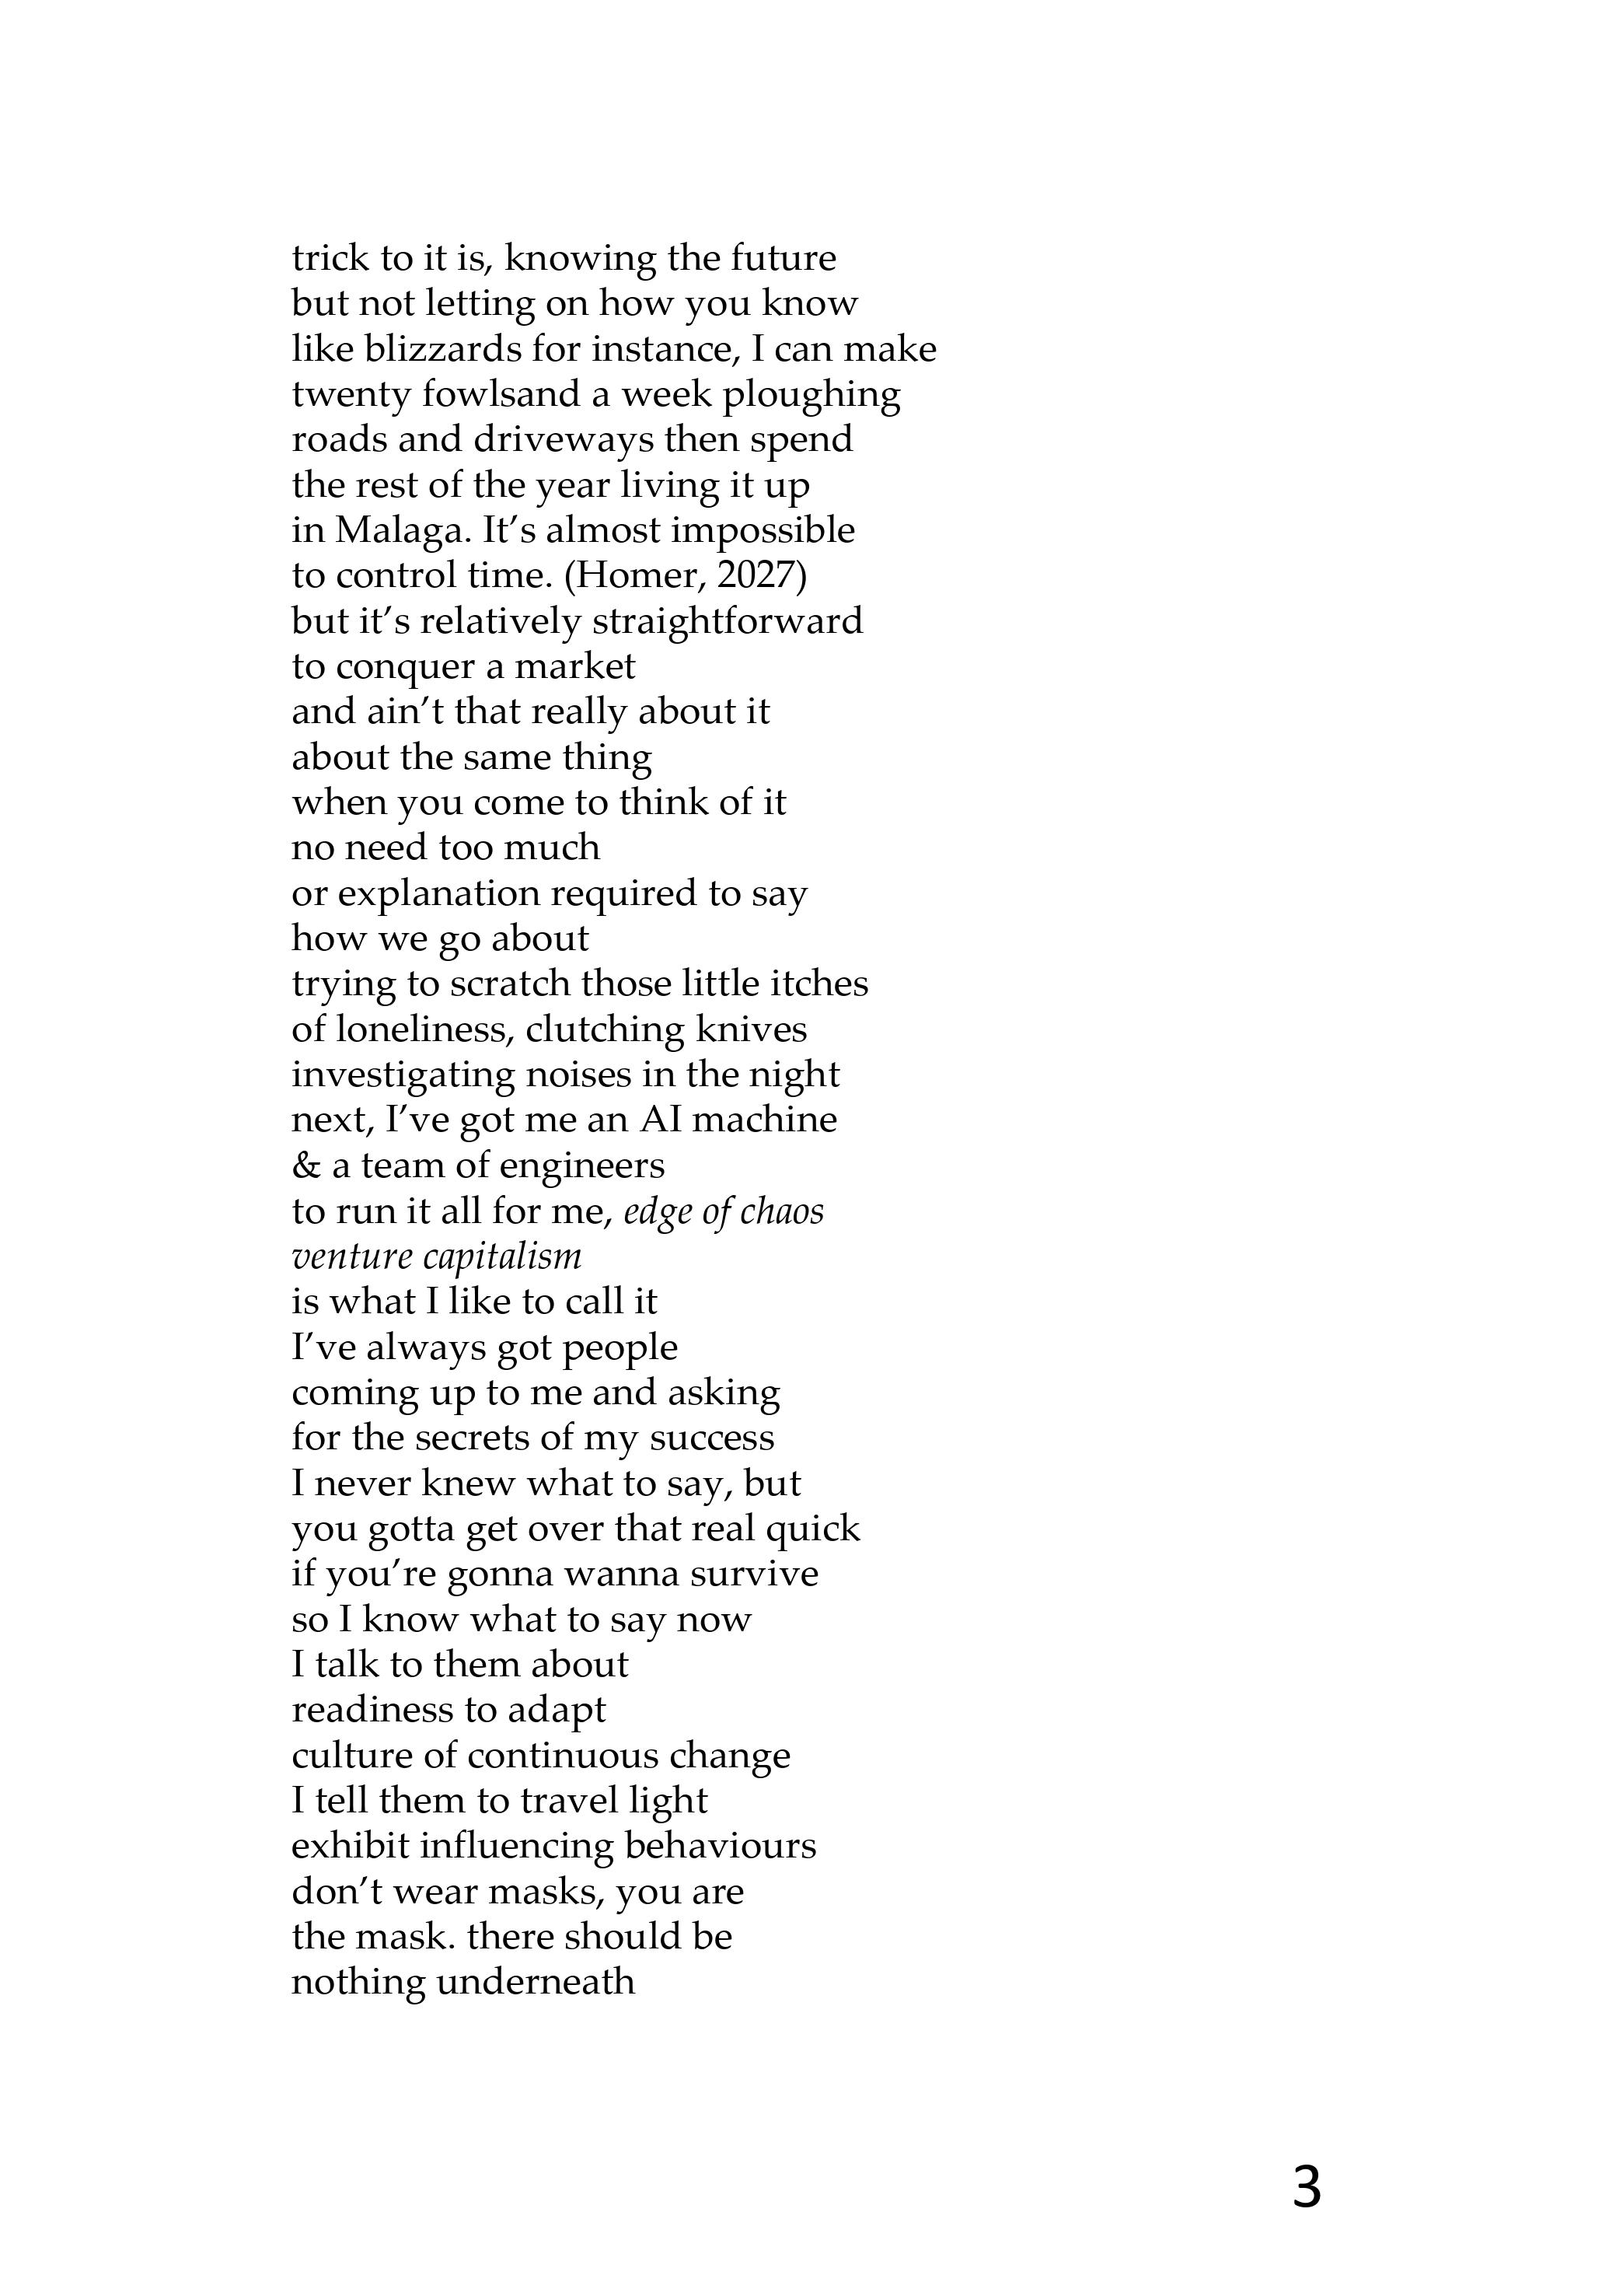 trick to it is, knowing the future
but not letting on how you know
like blizzards for instance, I can make
twenty fowlsand a week ploughing
roads and driveways then spend
the rest of the year living it up
in Malaga. It’s almost impossible
to control time. (Homer, 2027)
but it’s relatively straightforward
to conquer a market
and ain’t that really about it
about the same thing
when you come to think of it
no need too much
or explanation required to say
how we go about
trying to scratch those little itches
of loneliness, clutching knives
investigating noises in the night
next, I’ve got me an AI machine
& a team of engineers
to run it all for me, edge of chaos
venture capitalism
is what I like to call it
I’ve always got people
coming up to me and asking
for the secrets of my success
I never knew what to say, but
you gotta get over that real quick
if you’re gonna wanna survive
so I know what to say now
I talk to them about
readiness to adapt
culture of continuous change
I tell them to travel light
exhibit influencing behaviours
don’t wear masks, you are
the mask. there should be
nothing underneath
3